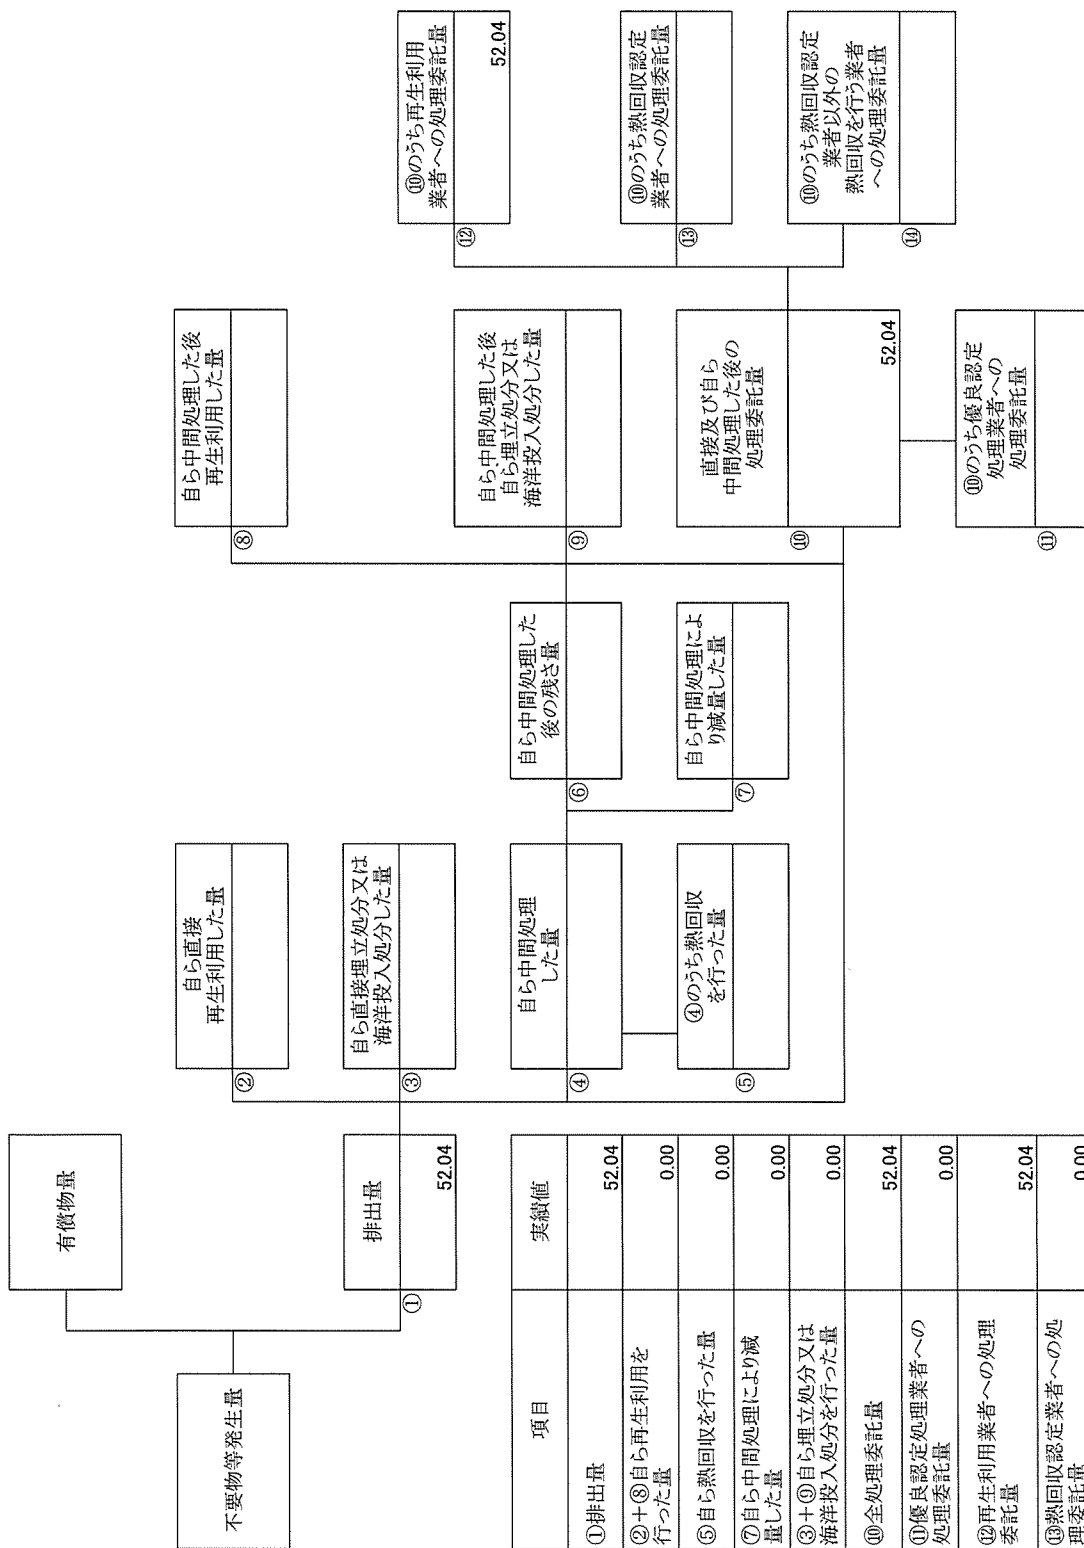 不要物等発生量
有償物量
排出量
①
52.04
自ら直接
再生利用した量
②
自ら直接埋立処分又は
海洋投入処分した量
③
自ら中間処理
した量
④
④のうち熱回収
を行った量
⑤
自ら中間処理した
後の残さ量
⑥
自ら中間処理によ
り減量した量
⑦
自ら中間処理した後
再生利用した量
⑧
自ら中間処理した後
自ら埋立処分又は
海洋投入処分した量
⑨
直接及び自ら
中間処理した後の
処理委託量
⑩
52.04
⑩のうち優良認定
処理業者への
処理委託量
⑪
⑩のうち再生利用
業者への処理委託量
⑫
52.04
⑩のうち熱回収認定
業者への処理委託量
⑬
⑩のうち熱回収認定
業者以外の
熱回収を行う業者
への処理委託量
⑭
項目
実績値
①排出量
52.04
②+⑧自ら再生利用を
行った量
0.00
⑤自ら熱回収を行った量
0.00
⑦自ら中間処理により減
量した量
0.00
③+⑨自ら埋立処分又は
海洋投入処分を行った量
0.00
⑩全処理委託量
52.04
⑪優良認定処理業者への
処理委託量
0.00
⑫再生利用業者への処理
委託量
52.04
⑬熱回収認定業者への処
理委託量
0.00